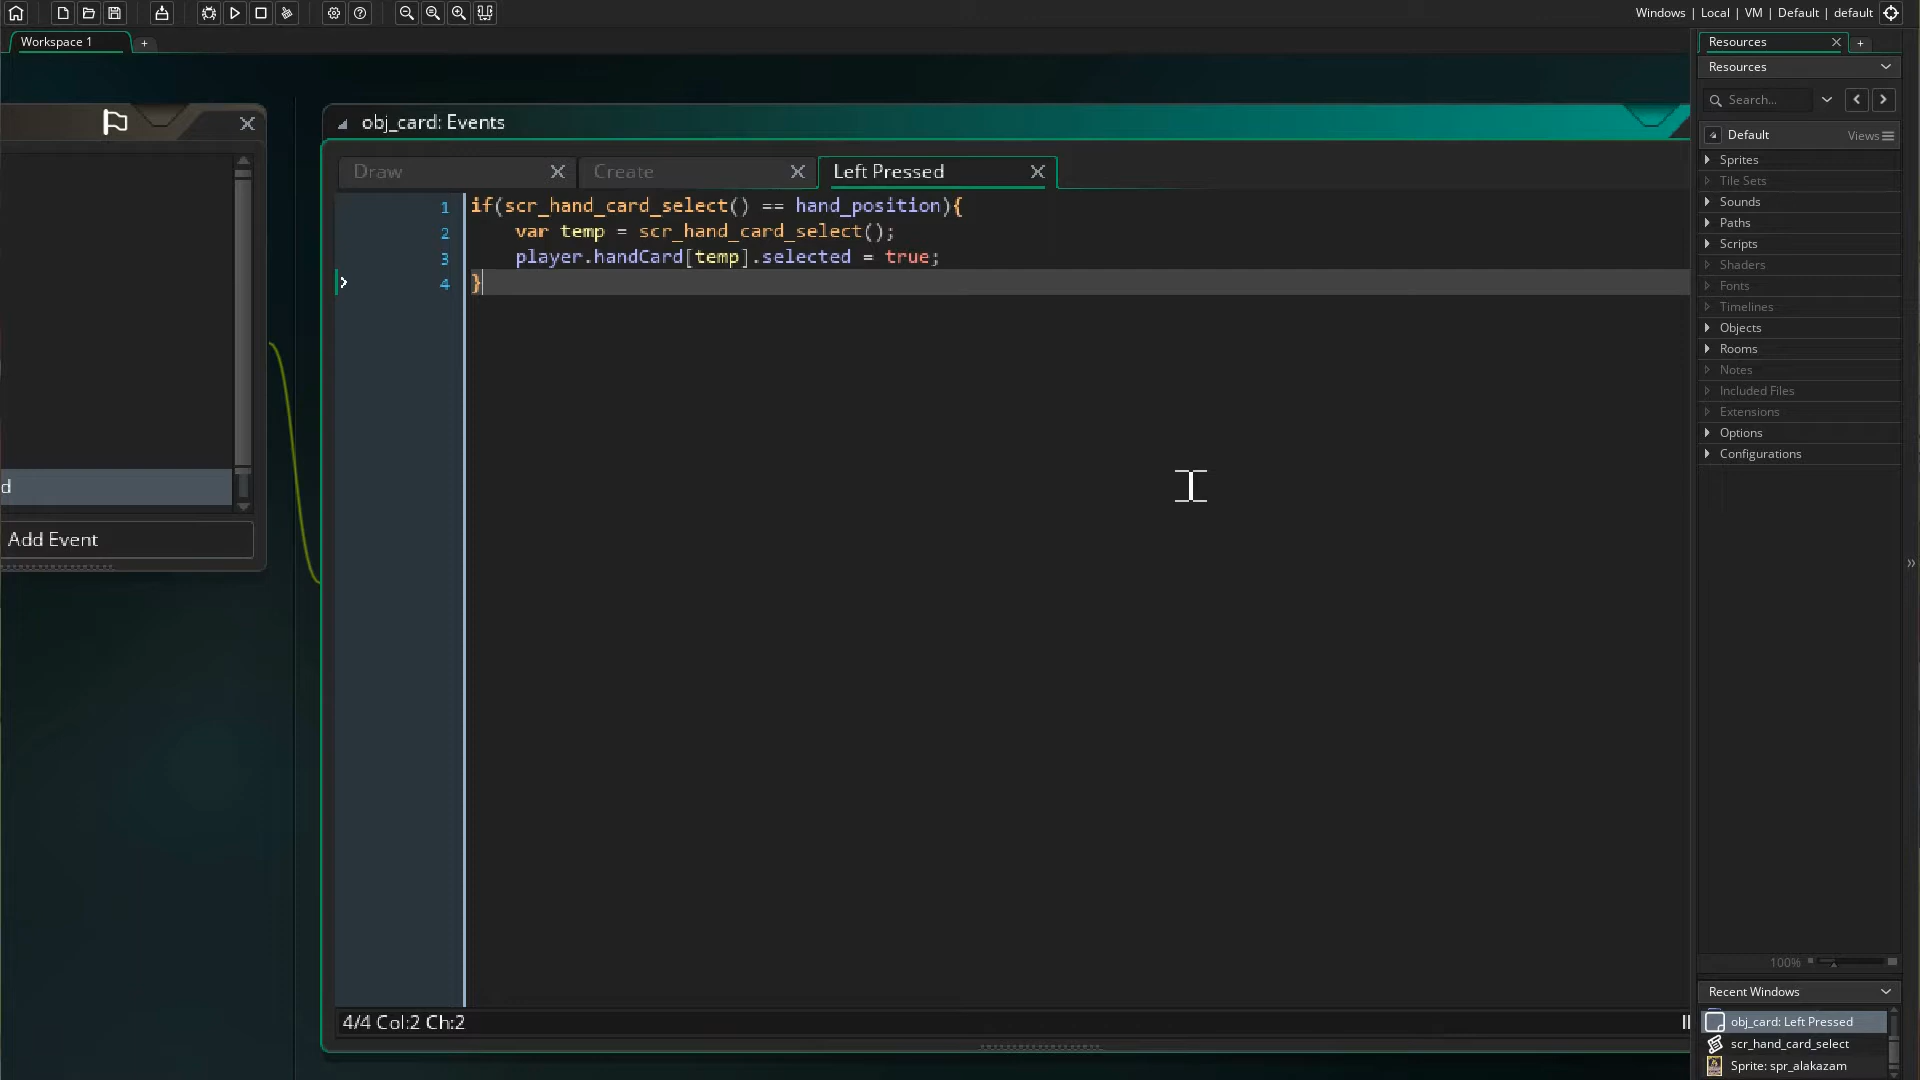 Windows | Local | VM | Default | default
Workspace 1
+
Resources
+
Resources
Search...
Default
Views
Sprites
Tile Sets
Sounds
Paths
Scripts
Shaders
Fonts
Timelines
Objects
Rooms
Notes
Included Files
Extensions
Options
Configurations
100%
Recent Windows
obj_card: Left Pressed
scr_hand_card_select
Sprite: spr_alakazam
d
Add Event
obj_card: Events
Draw
Create
Left Pressed
1 if(scr_hand_card_select() == hand_position){
2 var temp = scr_hand_card_select();
3 player.handCard[temp].selected = true;
4 }
4/4 Col:2 Ch:2